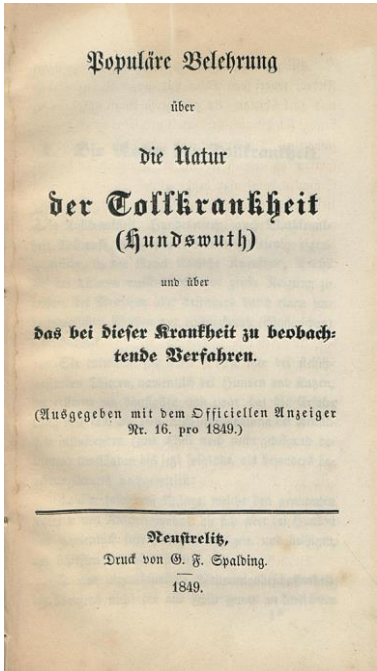 Populäre Belehrung
über
die Natur
der Tollkrankheit
(Hundswuth)
und über
das bei dieser Krankheit zu beobach-
tende Verfahren.
(Ausgegeben mit dem Officiellen Anzeiger
Nr. 16. pro 1849.)
Neustrelitz,
Druck von G. F. Spalding.
1849.